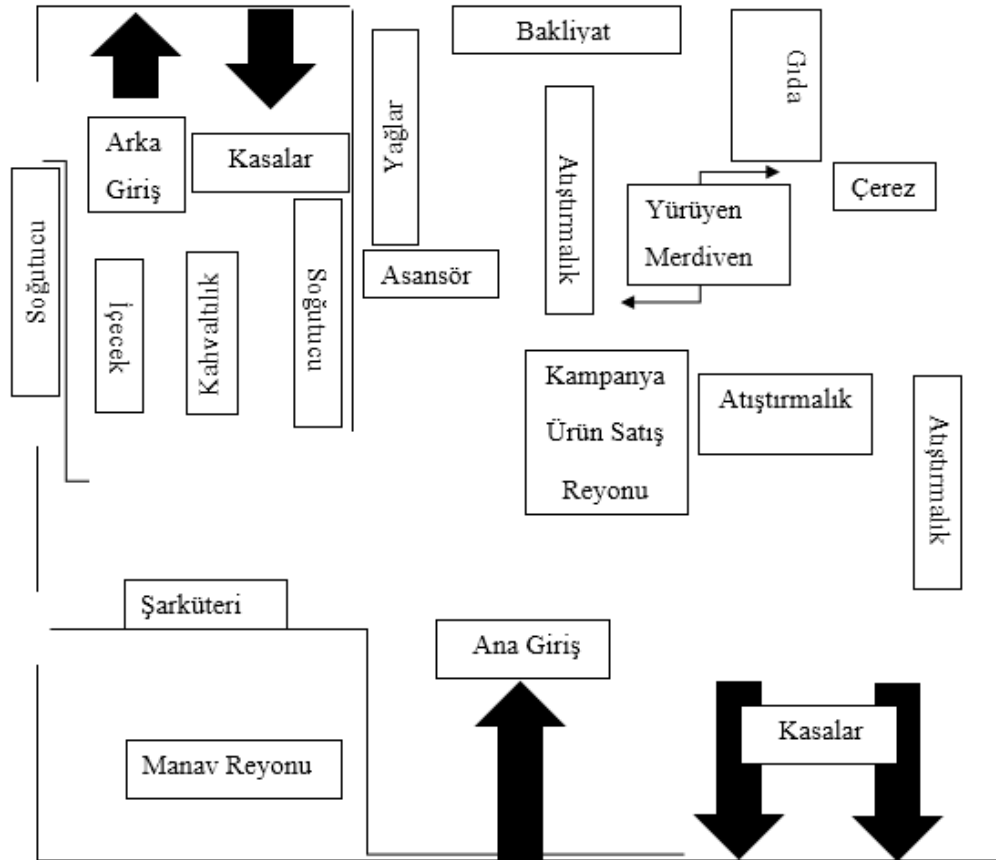 Bakliyat
Gıda
Yağlar
Arka
Giriş
Kasalar
Atıştırmalık
Çerez
Yürüyen
Merdiven
Soğutucu
İçecek
Kahvaltılık
Soğutucu
Asansör
Kampanya
Ürün Satış
Reyonu
Atıştırmalık
Atıştırmalık
Şarküteri
Ana Giriş
Kasalar
Manav Reyonu